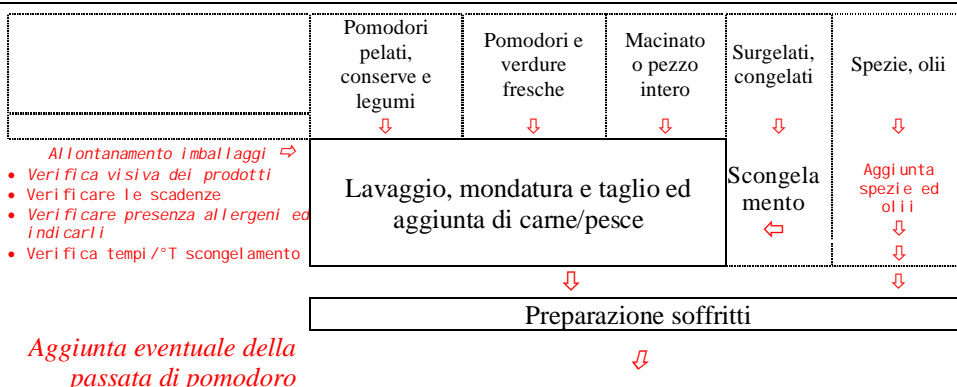 Pomodori
pelati,
conserve e
legumi
Pomodori e
verdure
fresche
Macinato
o pezzo
intero
Surgelati,
congelati
Spezie, olii
⇩ ⇩ ⇩ ⇩ ⇩
Allontanamento imballaggi ⇨
• Verifica visiva dei prodotti
• Verificare le scadenze
• Verificare presenza allergeni ed
indicarli
• Verifica tempi/°T scongelamento
Lavaggio, mondatura e taglio ed
aggiunta di carne/pesce
Scongela
mento
⇦
Aggiunta
spezie ed
olii
⇩
⇩
⇩ ⇩
Preparazione soffritti
Aggiunta eventuale della
passata di pomodoro
⇩